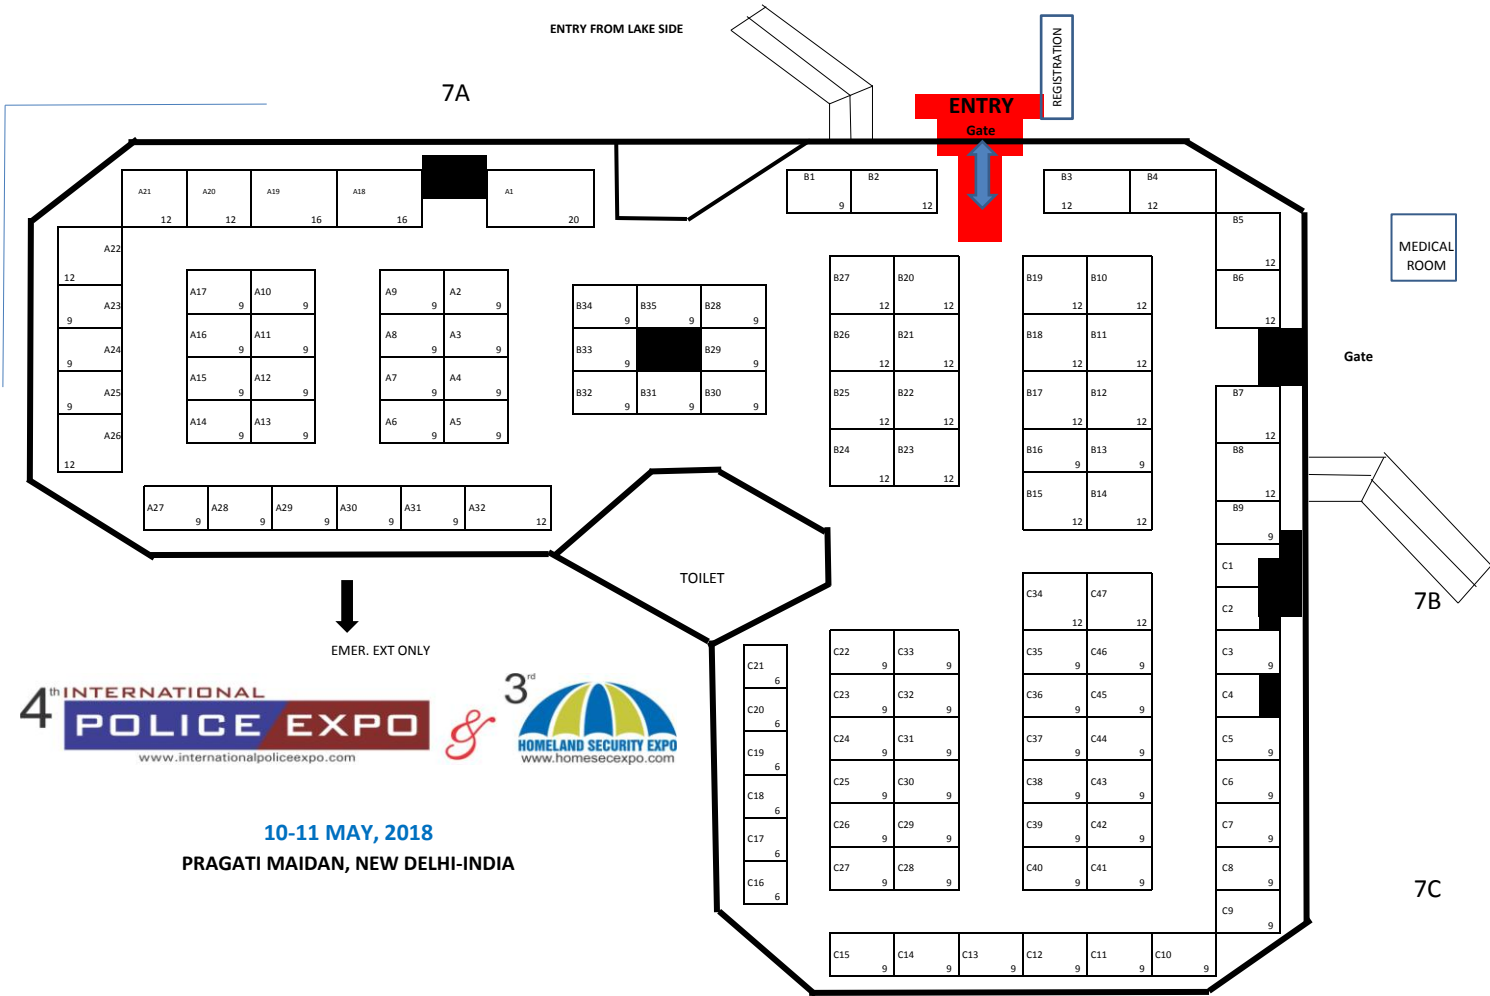 ENTRY FROM LAKE SIDE
REGISTRATION
7A
ENTRY
Gate
A21 12
A20 12
A19 16
A18 16
A1 20
B1 9
B2 12
B3 12
B4 12
B5 12
B6 12
MEDICAL
ROOM
Gate
A22 12
A23 9
A24 9
A25 9
A26 12
A17 9
A10 9
A16 9
A11 9
A15 9
A12 9
A14 9
A13 9
A9 9
A2 9
A8 9
A3 9
A7 9
A4 9
A6 9
A5 9
B34 9
B35 9
B28 9
B33 9
B29 9
B32 9
B31 9
B30 9
B27 12
B20 12
B26 12
B21 12
B25 12
B22 12
B24 12
B23 12
B19 12
B10 12
B18 12
B11 12
B17 12
B12 12
B16 9
B13 9
B15 12
B14 12
B7 12
B8 12
B9 9
A27 9
A28 9
A29 9
A30 9
A31 9
A32 12
TOILET
EMER. EXT ONLY
7B
C1
C2
C3 9
C4
C5 9
C6 9
C7 9
C8 9
C9 9
C34 12
C47 12
C35 9
C46 9
C36 9
C45 9
C37 9
C44 9
C38 9
C43 9
C39 9
C42 9
C40 9
C41 9
C22 9
C33 9
C23 9
C32 9
C24 9
C31 9
C25 9
C30 9
C26 9
C29 9
C27 9
C28 9
C21 6
C20 6
C19 6
C18 6
C17 6
C16 6
C15 9
C14 9
C13 9
C12 9
C11 9
C10 9
7C
4th INTERNATIONAL
POLICE EXPO
www.internationalpoliceexpo.com
&
3rd
HOMELAND SECURITY EXPO
www.homesecexpo.com
10-11 MAY, 2018
PRAGATI MAIDAN, NEW DELHI-INDIA